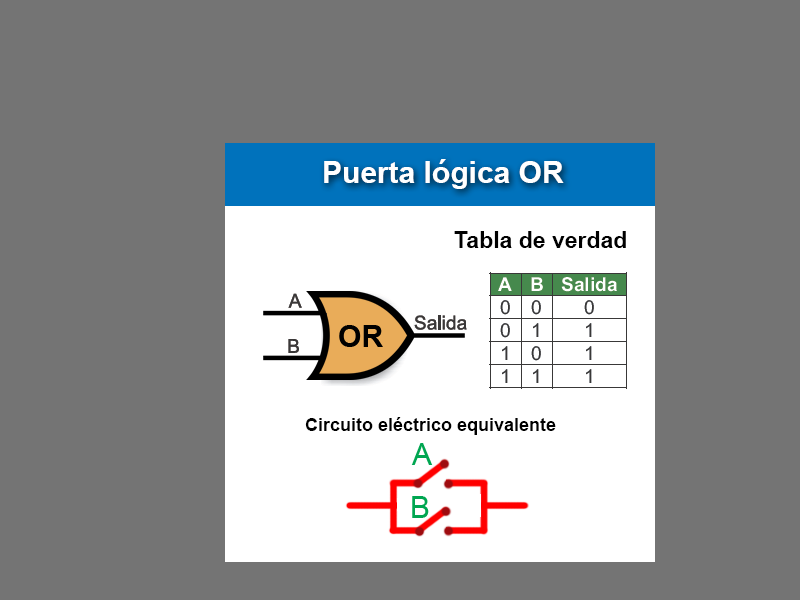 Puerta lógica OR
Tabla de verdad
A B Salida
0 0 0
0 1 1
1 0 1
1 1 1
A
B
OR
Salida
Circuito eléctrico equivalente
A
B